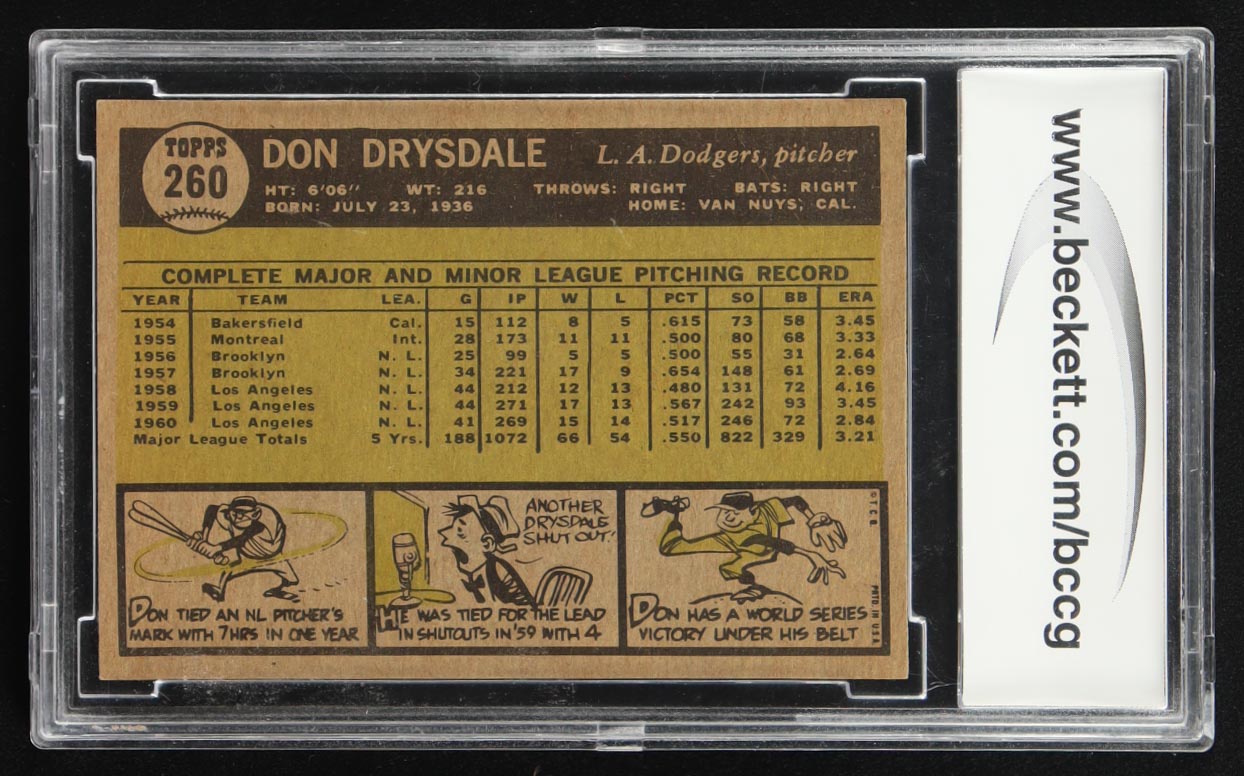 TOPPS
260
DON DRYSDALE L. A. Dodgers, pitcher
HT: 6'06" WT: 216 THROWS: RIGHT BATS: RIGHT
BORN: JULY 23, 1936 HOME: VAN NUYS, CAL.
COMPLETE MAJOR AND MINOR LEAGUE PITCHING RECORD
YEAR TEAM LEA. G IP W L PCT SO BB ERA
1954 Bakersfield Cal. 15 112 8 5 .615 73 58 3.45
1955 Montreal Int. 28 173 11 11 .500 80 68 3.33
1956 Brooklyn N. L. 25 99 5 5 .500 55 31 2.64
1957 Brooklyn N. L. 34 221 17 9 .654 148 61 2.69
1958 Los Angeles N. L. 44 212 12 13 .480 131 72 4.16
1959 Los Angeles N. L. 44 271 17 13 .567 242 93 3.45
1960 Los Angeles N. L. 41 269 15 14 .517 246 72 2.84
Major League Totals 5 Yrs. 188 1072 66 54 .550 822 329 3.21
DON TIED AN NL PITCHER'S
MARK WITH 7 HRS IN ONE YEAR
ANOTHER
DRYSDALE
SHUT OUT!
HE WAS TIED FOR THE LEAD
IN SHUTOUTS IN '59 WITH 4
DON HAS A WORLD SERIES
VICTORY UNDER HIS BELT
© T. C. G.
PRTD. IN U.S.A.
www.beckett.com/bccg